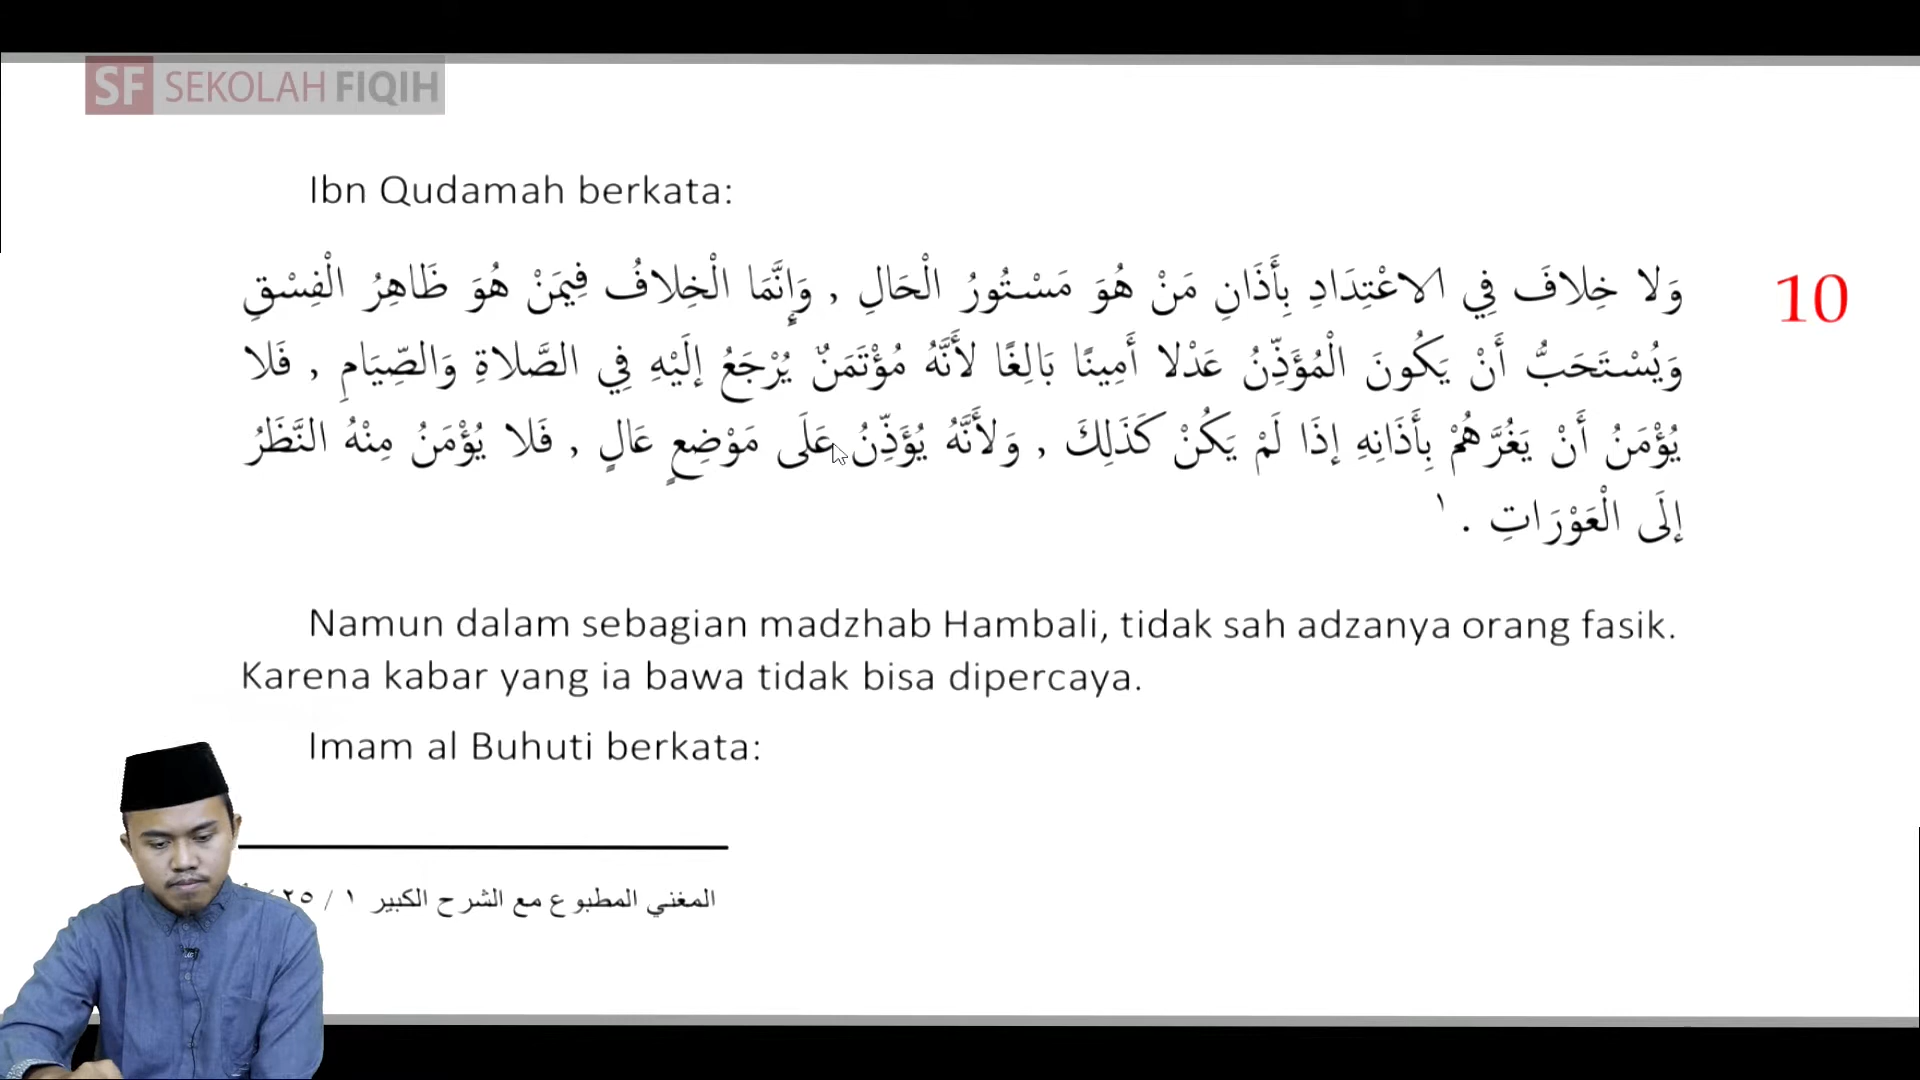 SF SEKOLAH FIQIH
Ibn Qudamah berkata:
10
وَلا خِلافَ فِي الاعْتِدَادِ بِأَذَانِ مَنْ هُوَ مَسْتُورُ الْحَالِ , وَإِنَّمَا الْخِلافُ فِيمَنْ هُوَ ظَاهِرُ الْفِسْقِ
وَيُسْتَحَبُّ أَنْ يَكُونَ الْمُؤَذِّنُ عَدْلا أَمِينًا بَالِغًا لأَنَّهُ مُؤْتَمَنٌ يُرْجَعُ إلَيْهِ فِي الصَّلاةِ وَالصِّيَامِ , فَلا
يُؤْمَنُ أَنْ يَغُرَّهُمْ بِأَذَانِهِ إذَا لَمْ يَكُنْ كَذَلِكَ , وَلأَنَّهُ يُؤَذِّنُ عَلَى مَوْضِعٍ عَالٍ , فَلا يُؤْمَنُ مِنْهُ النَّظَرُ
إلَى الْعَوْرَاتِ . ١
Namun dalam sebagian madzhab Hambali, tidak sah adzanya orang fasik.
Karena kabar yang ia bawa tidak bisa dipercaya.
Imam al Buhuti berkata:
المغني المطبوع مع الشرح الكبير ١ /